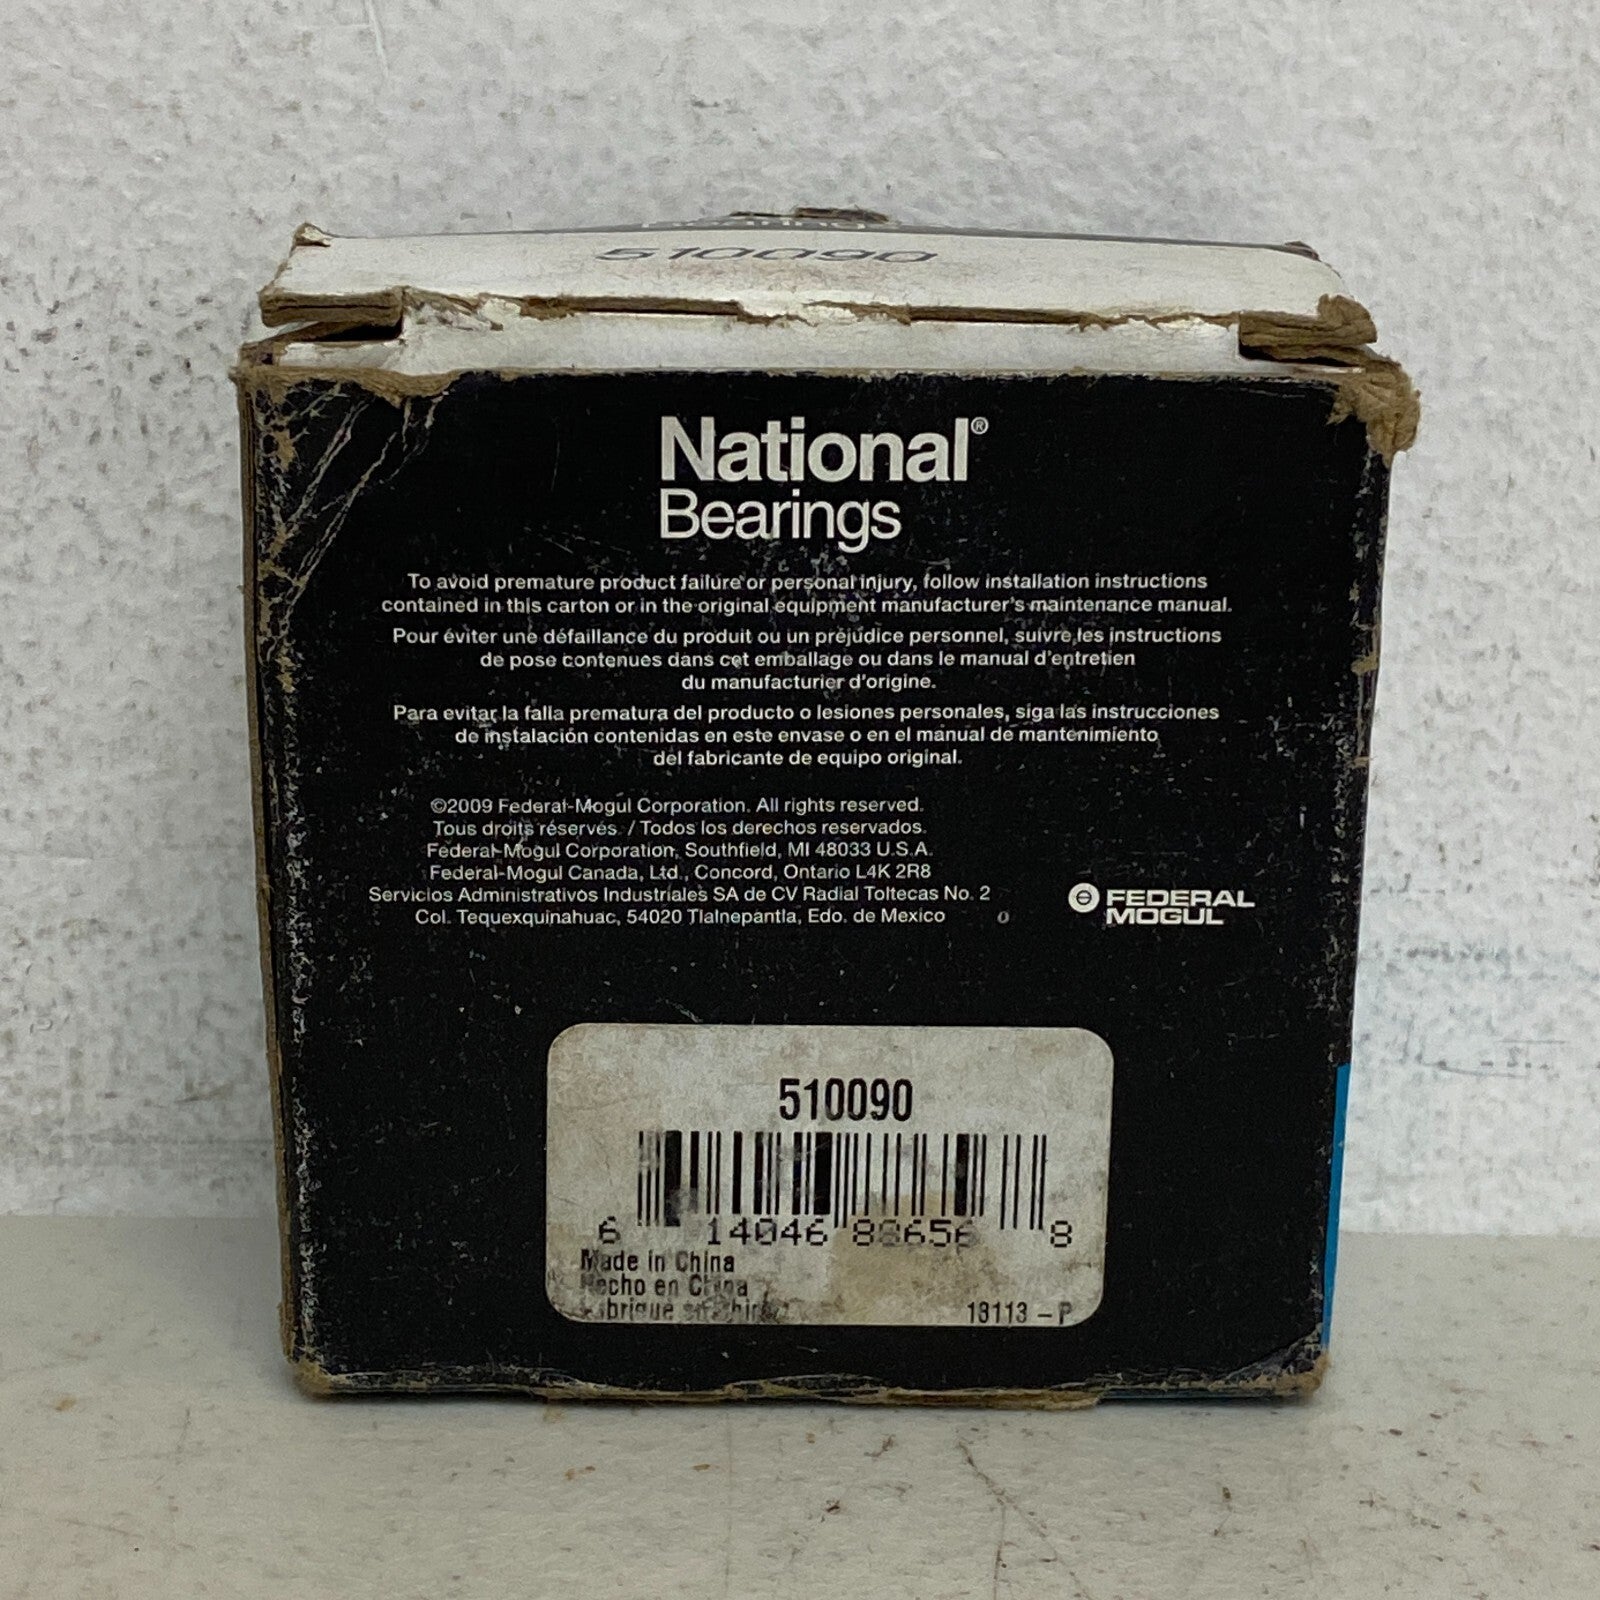 Bearing
510090
National®
Bearings
To avoid premature product failure or personal injury, follow installation instructions
contained in this carton or in the original equipment manufacturer's maintenance manual.
Pour éviter une défaillance du produit ou un préjudice personnel, suivre les instructions
de pose contenues dans cet emballage ou dans le manual d'entretien
du manufacturier d'origine.
Para evitar la falla prematura del producto o lesiones personales, siga las instrucciones
de instalación contenidas en este envase o en el manual de mantenimiento
del fabricante de equipo original.
©2009 Federal-Mogul Corporation. All rights reserved.
Tous droits réservés. / Todos los derechos reservados.
Federal-Mogul Corporation, Southfield, MI 48033 U.S.A.
Federal-Mogul Canada, Ltd., Concord, Ontario L4K 2R8
Servicios Administrativos Industriales SA de CV Radial Toltecas No. 2
Col. Tequexquinahuac, 54020 Tlalnepantla, Edo. de Mexico
FEDERAL
MOGUL
510090
6 14046 88656 8
Made in China
Hecho en China
Fabrique en Chine
13113 - P